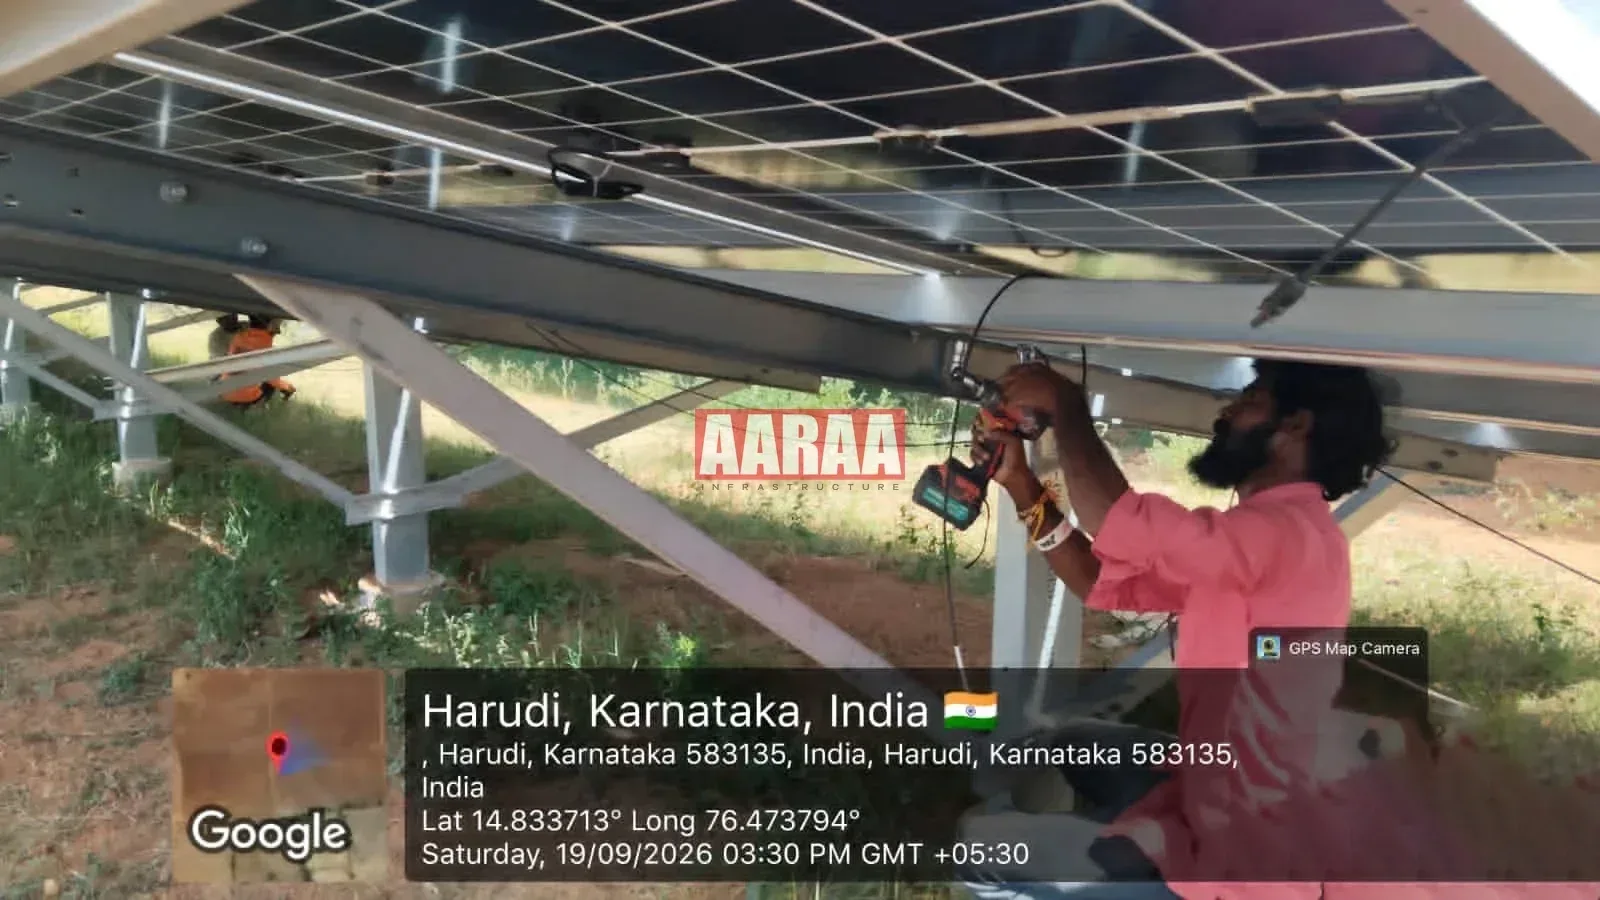 AARAA
INFRASTRUCTURE
GPS Map Camera
Harudi, Karnataka, India
, Harudi, Karnataka 583135, India, Harudi, Karnataka 583135,
India
Lat 14.833713° Long 76.473794°
Saturday, 19/09/2026 03:30 PM GMT +05:30
Google